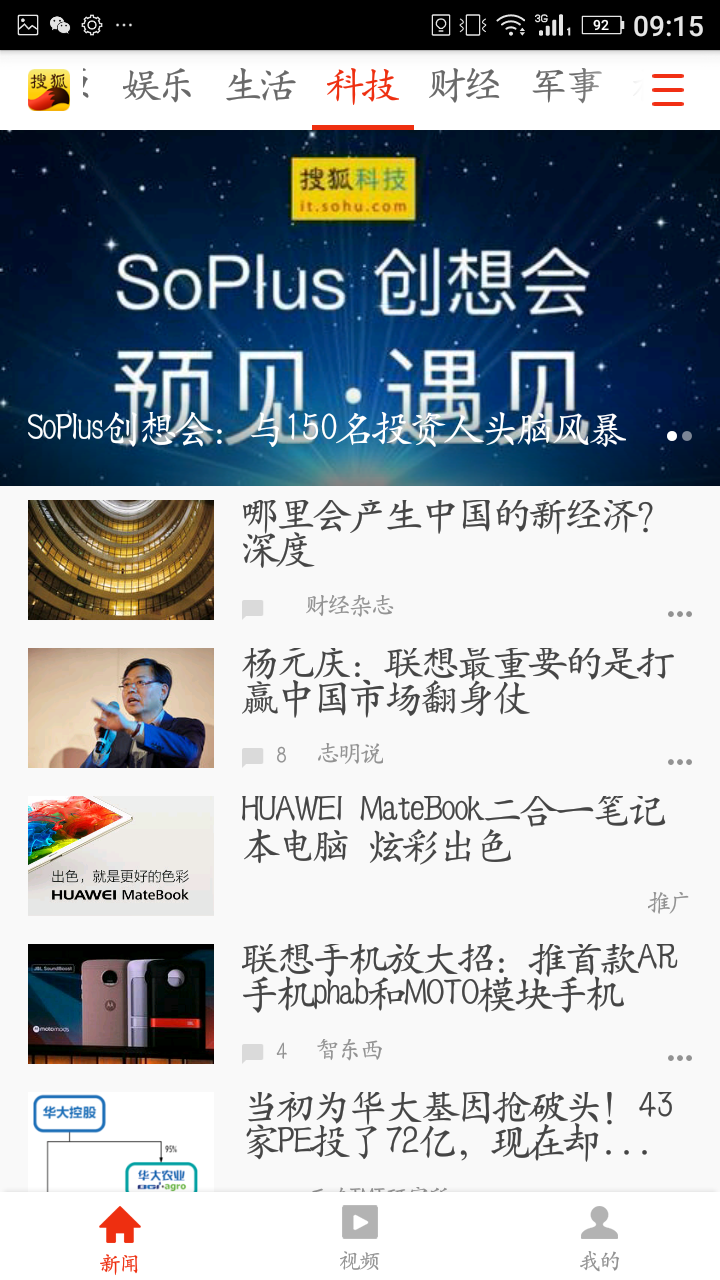 3G 92 09:15
搜狐 娱乐 生活 科技 财经 军事
搜狐科技
it.sohu.com
SoPlus 创想会
预见·遇见
SoPlus创想会：与150名投资人头脑风暴
哪里会产生中国的新经济？
深度
财经杂志
杨元庆：联想最重要的是打
赢中国市场翻身仗
8 志明说
HUAWEI MateBook二合一笔记
本电脑 炫彩出色
出色，就是更好的色彩
HUAWEI MateBook
推广
JBL SoundBoost
motomods
联想手机放大招：推首款AR
手机phab和MOTO模块手机
4 智东西
华大控股
95%
华大农业
BGI·agro
当初为华大基因抢破头！43
家PE投了72亿，现在却...
新闻 视频 我的